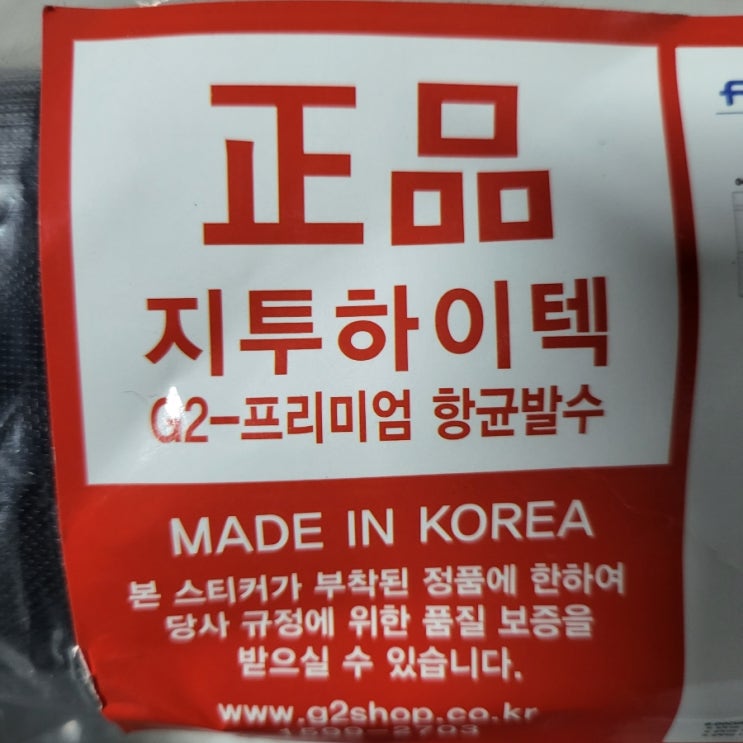 正品
지투하이텍
G2-프리미엄 항균발수
MADE IN KOREA
본 스티커가 부착된 정품에 한하여
당사 규정에 위한 품질 보증을
받으실 수 있습니다.
www.g2shop.co.kr
1599-2703